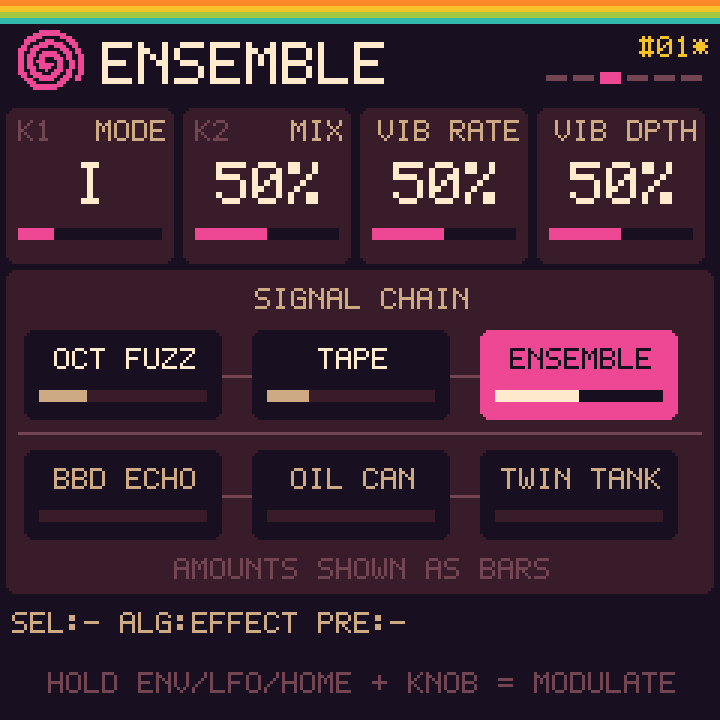 ENSEMBLE #01*
K1 MODE K2 MIX VIB RATE VIB DPTH
I 50% 50% 50%
SIGNAL CHAIN
OCT FUZZ TAPE ENSEMBLE
BBD ECHO OIL CAN TWIN TANK
AMOUNTS SHOWN AS BARS
SEL:- ALG:EFFECT PRE:-
HOLD ENV/LFO/HOME + KNOB = MODULATE